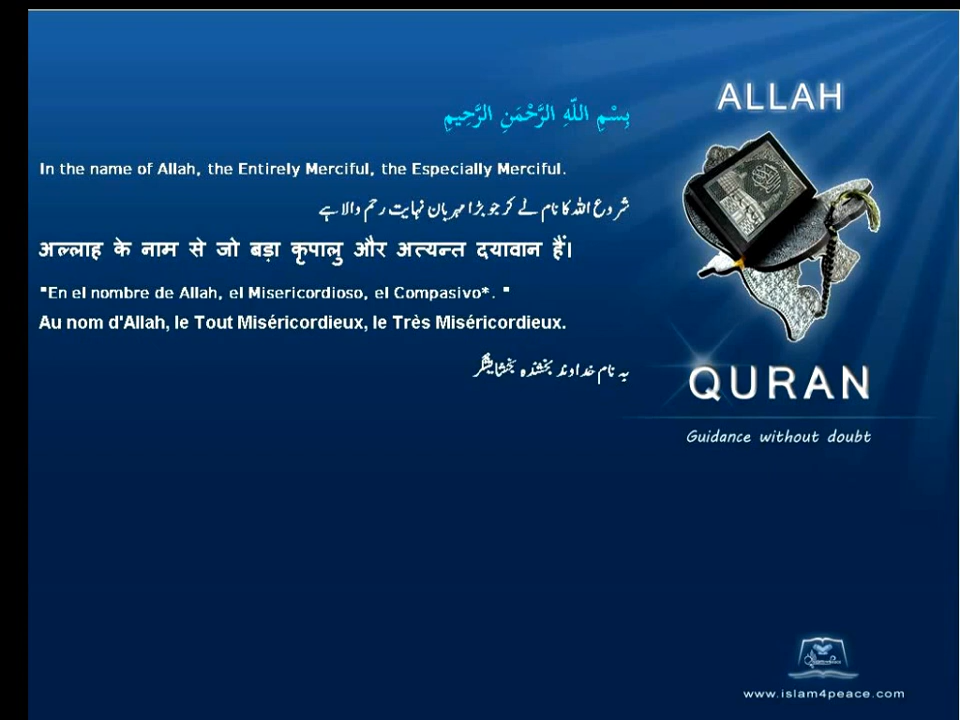 بِسْمِ اللَّهِ الرَّحْمَنِ الرَّحِيمِ
In the name of Allah, the Entirely Merciful, the Especially Merciful.
شروع اللہ کا نام لے کر جو بڑا مہربان نہایت رحم والا ہے
अल्लाह के नाम से जो बड़ा कृपालु और अत्यन्त दयावान हैं।
"En el nombre de Allah, el Misericordioso, el Compasivo*. "
Au nom d'Allah, le Tout Miséricordieux, le Très Miséricordieux.
به نام خداوند بخشنده بخشایشگر
ALLAH
QURAN
Guidance without doubt
www.islam4peace.com